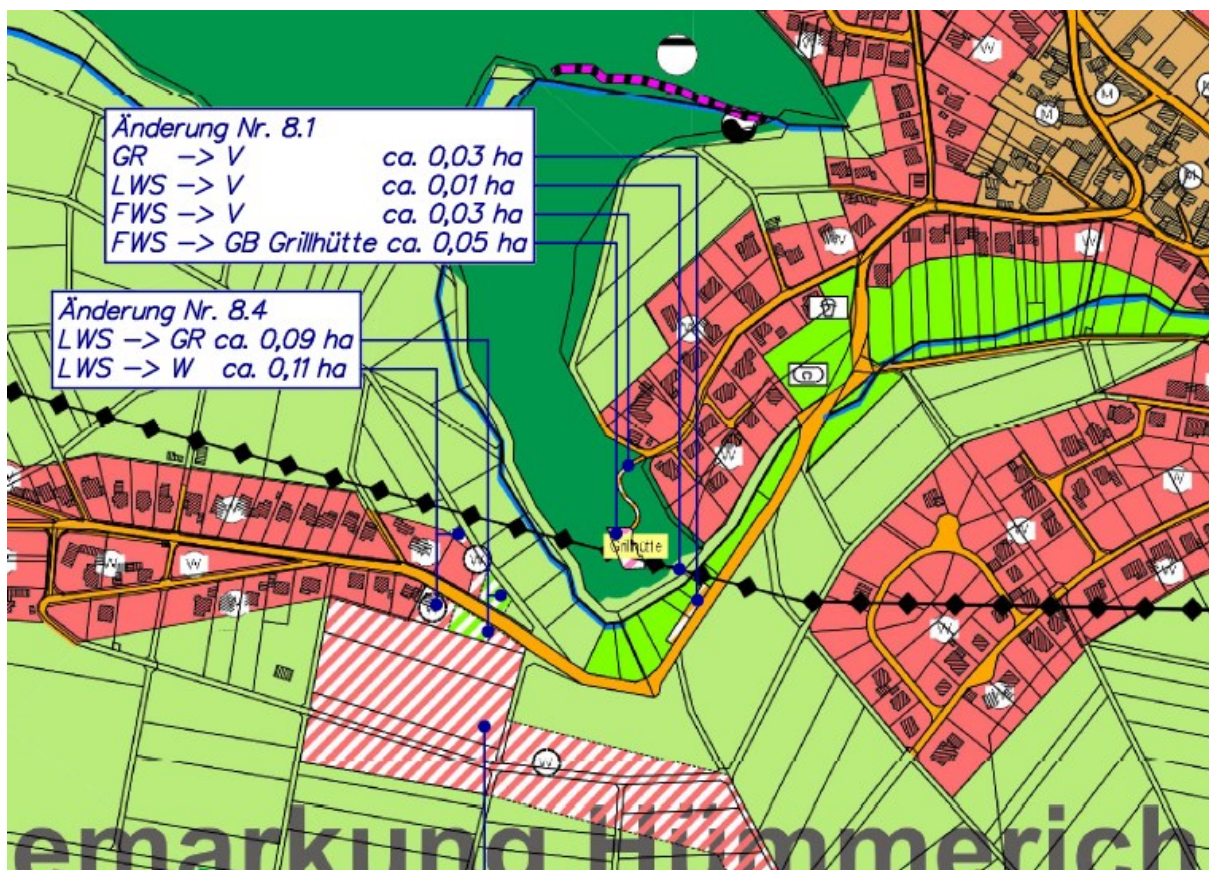 Änderung Nr. 8.1
GR -> V ca. 0,03 ha
LWS -> V ca. 0,01 ha
FWS -> V ca. 0,03 ha
FWS -> GB Grillhütte ca. 0,05 ha
Änderung Nr. 8.4
LWS -> GR ca. 0,09 ha
LWS -> W ca. 0,11 ha
W
M
M
M
W
W
W
W
W
W
W
W
Grillhütte
W
W
W
W
W
W
W
emarkung Hümmerich